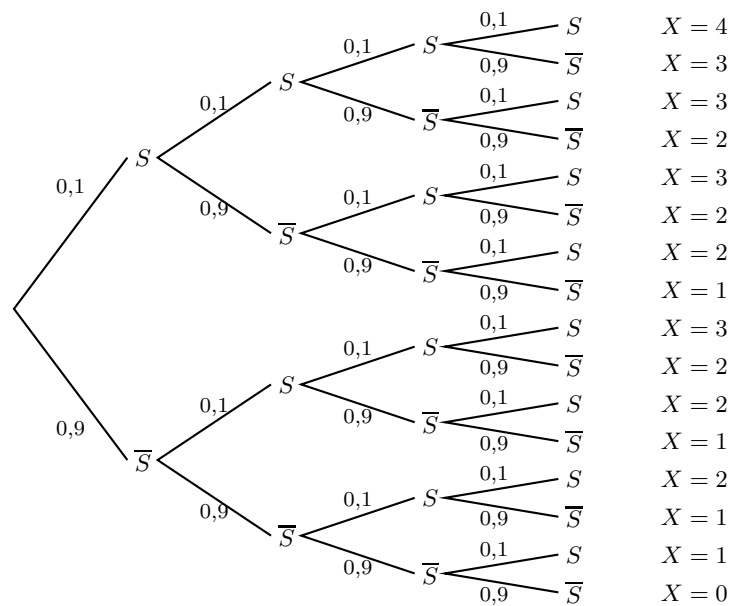 0,1 S X = 4
0,1 S
0,9 S̅ X = 3
0,1 S
0,1 S X = 3
0,9 S̅
0,9 S̅ X = 2
0,1 S
0,1 S X = 3
0,1 S
0,9 S̅ X = 2
0,9 S̅
0,1 S X = 2
0,9 S̅
0,9 S̅ X = 1
0,1 S X = 3
0,1 S
0,9 S̅ X = 2
0,1 S
0,1 S X = 2
0,9 S̅
0,9 S̅ X = 1
0,9 S̅
0,1 S X = 2
0,1 S
0,9 S̅ X = 1
0,9 S̅
0,1 S X = 1
0,9 S̅
0,9 S̅ X = 0